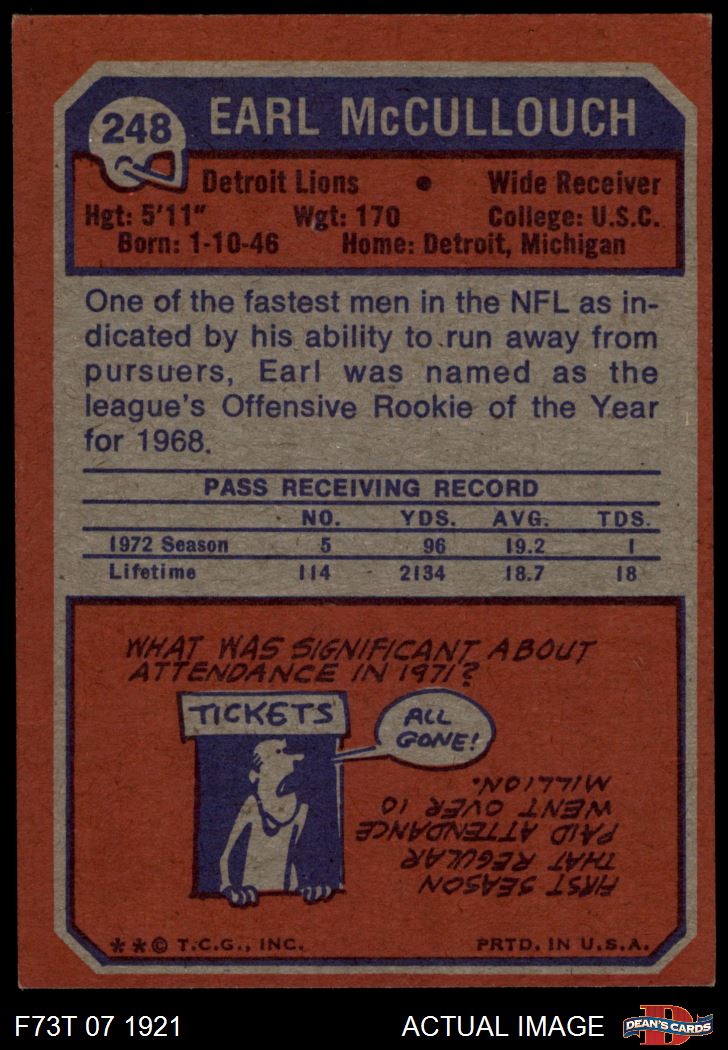 248
EARL McCULLOUCH
Detroit Lions • Wide Receiver
Hgt: 5'11" Wgt: 170 College: U.S.C.
Born: 1-10-46 Home: Detroit, Michigan
One of the fastest men in the NFL as in-
dicated by his ability to run away from
pursuers, Earl was named as the
league's Offensive Rookie of the Year
for 1968.
PASS RECEIVING RECORD
NO. YDS. AVG. TDS.
1972 Season 5 96 19.2 1
Lifetime 114 2134 18.7 18
WHAT WAS SIGNIFICANT ABOUT
ATTENDANCE IN 1971?
TICKETS
ALL
GONE!
FIRST SEASON
THAT REGULAR
PAID ATTENDANCE
WENT OVER 10
MILLION.
**© T.C.G., INC. PRTD. IN U.S.A.
F73T 07 1921 ACTUAL IMAGE
D
DEAN'S CARDS